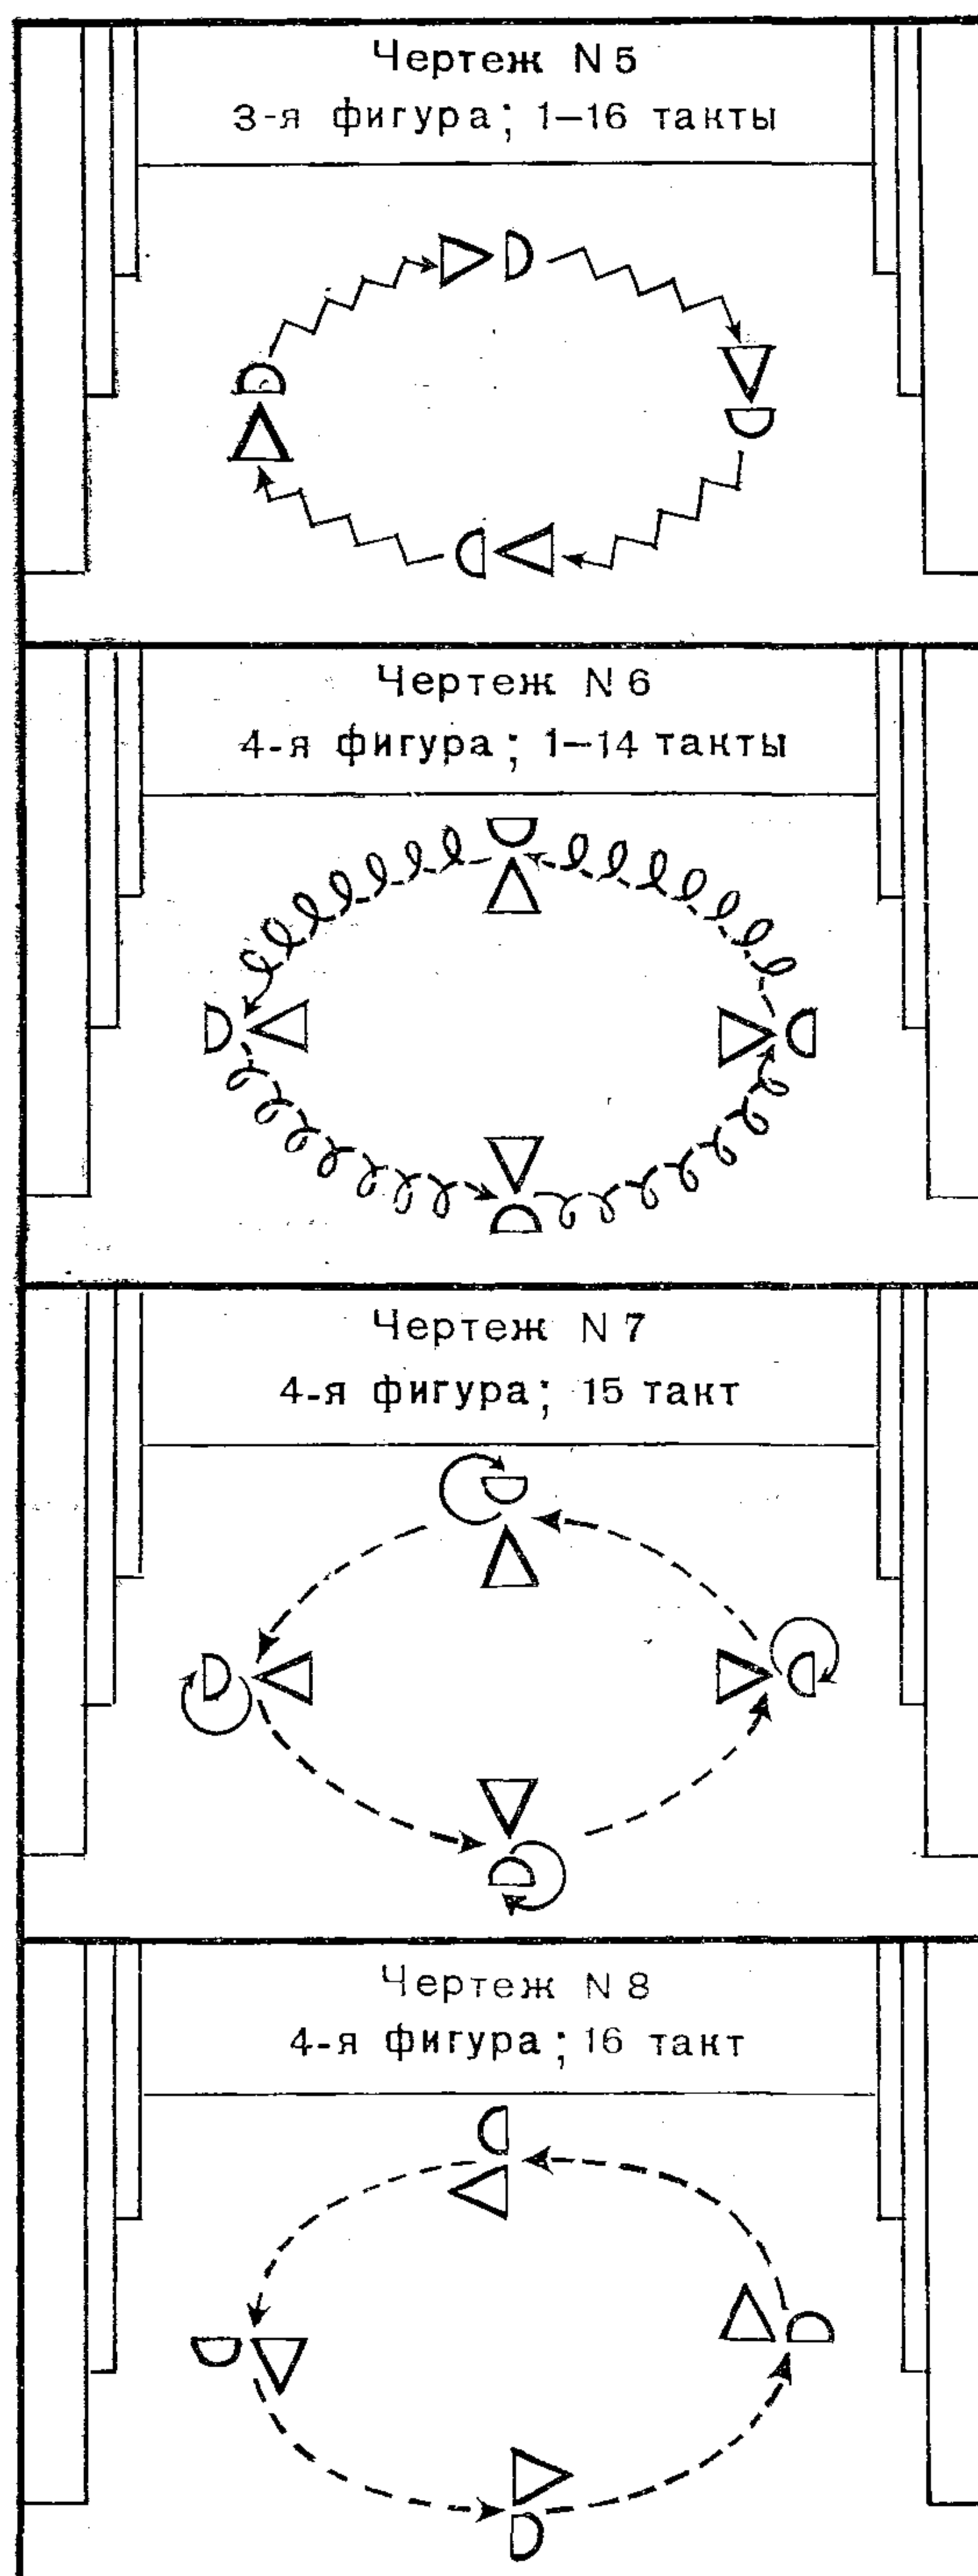 Чертеж N 5
3-я фигура; 1–16 такты
Чертеж N 6
4-я фигура; 1–14 такты
Чертеж N 7
4-я фигура; 15 такт
Чертеж N 8
4-я фигура; 16 такт